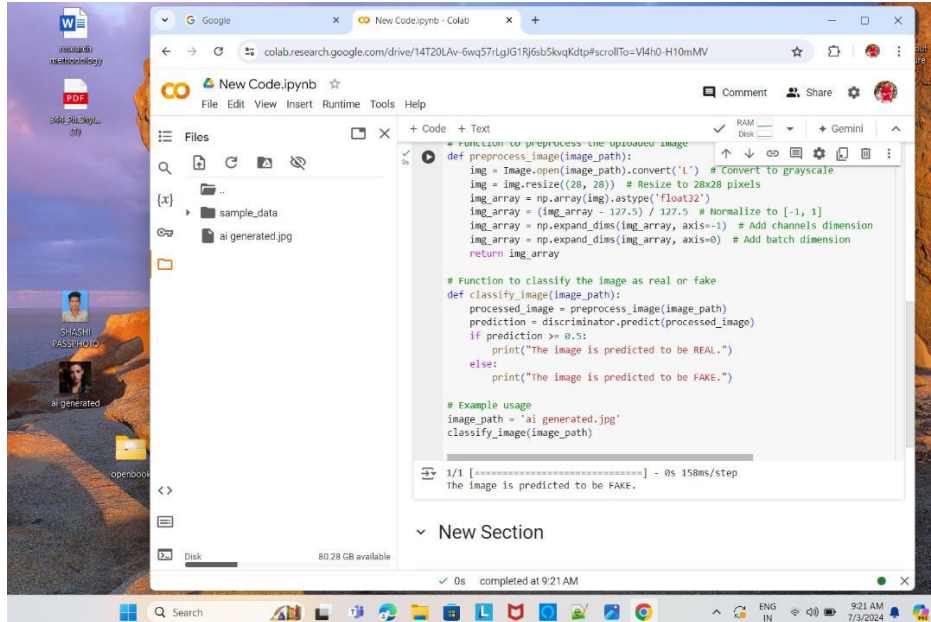 Google
New Code.ipynb - Colab
colab.research.google.com/drive/14T20LAv-6wq57rLgJG1Rj6sb5kvqKdtp#scrollTo=Vl4h0-H10mMV
New Code.ipynb
File Edit View Insert Runtime Tools Help
Comment
Share
Files
+ Code + Text
RAM
Disk
Gemini
..
sample_data
ai generated.jpg
# Function to preprocess the uploaded image
def preprocess_image(image_path):
img = Image.open(image_path).convert('L') # Convert to grayscale
img = img.resize((28, 28)) # Resize to 28x28 pixels
img_array = np.array(img).astype('float32')
img_array = (img_array - 127.5) / 127.5 # Normalize to [-1, 1]
img_array = np.expand_dims(img_array, axis=-1) # Add channels dimension
img_array = np.expand_dims(img_array, axis=0) # Add batch dimension
return img_array
# Function to classify the image as real or fake
def classify_image(image_path):
processed_image = preprocess_image(image_path)
prediction = discriminator.predict(processed_image)
if prediction >= 0.5:
print("The image is predicted to be REAL.")
else:
print("The image is predicted to be FAKE.")
# Example usage
image_path = 'ai generated.jpg'
classify_image(image_path)
1/1 [==============================] - 0s 158ms/step
The image is predicted to be FAKE.
New Section
Disk
80.28 GB available
0s completed at 9:21 AM
research
methodology
PDF
SHASHI
PASSPHOTO
ai generated
openbook
Search
ENG
IN
9:21 AM
7/3/2024